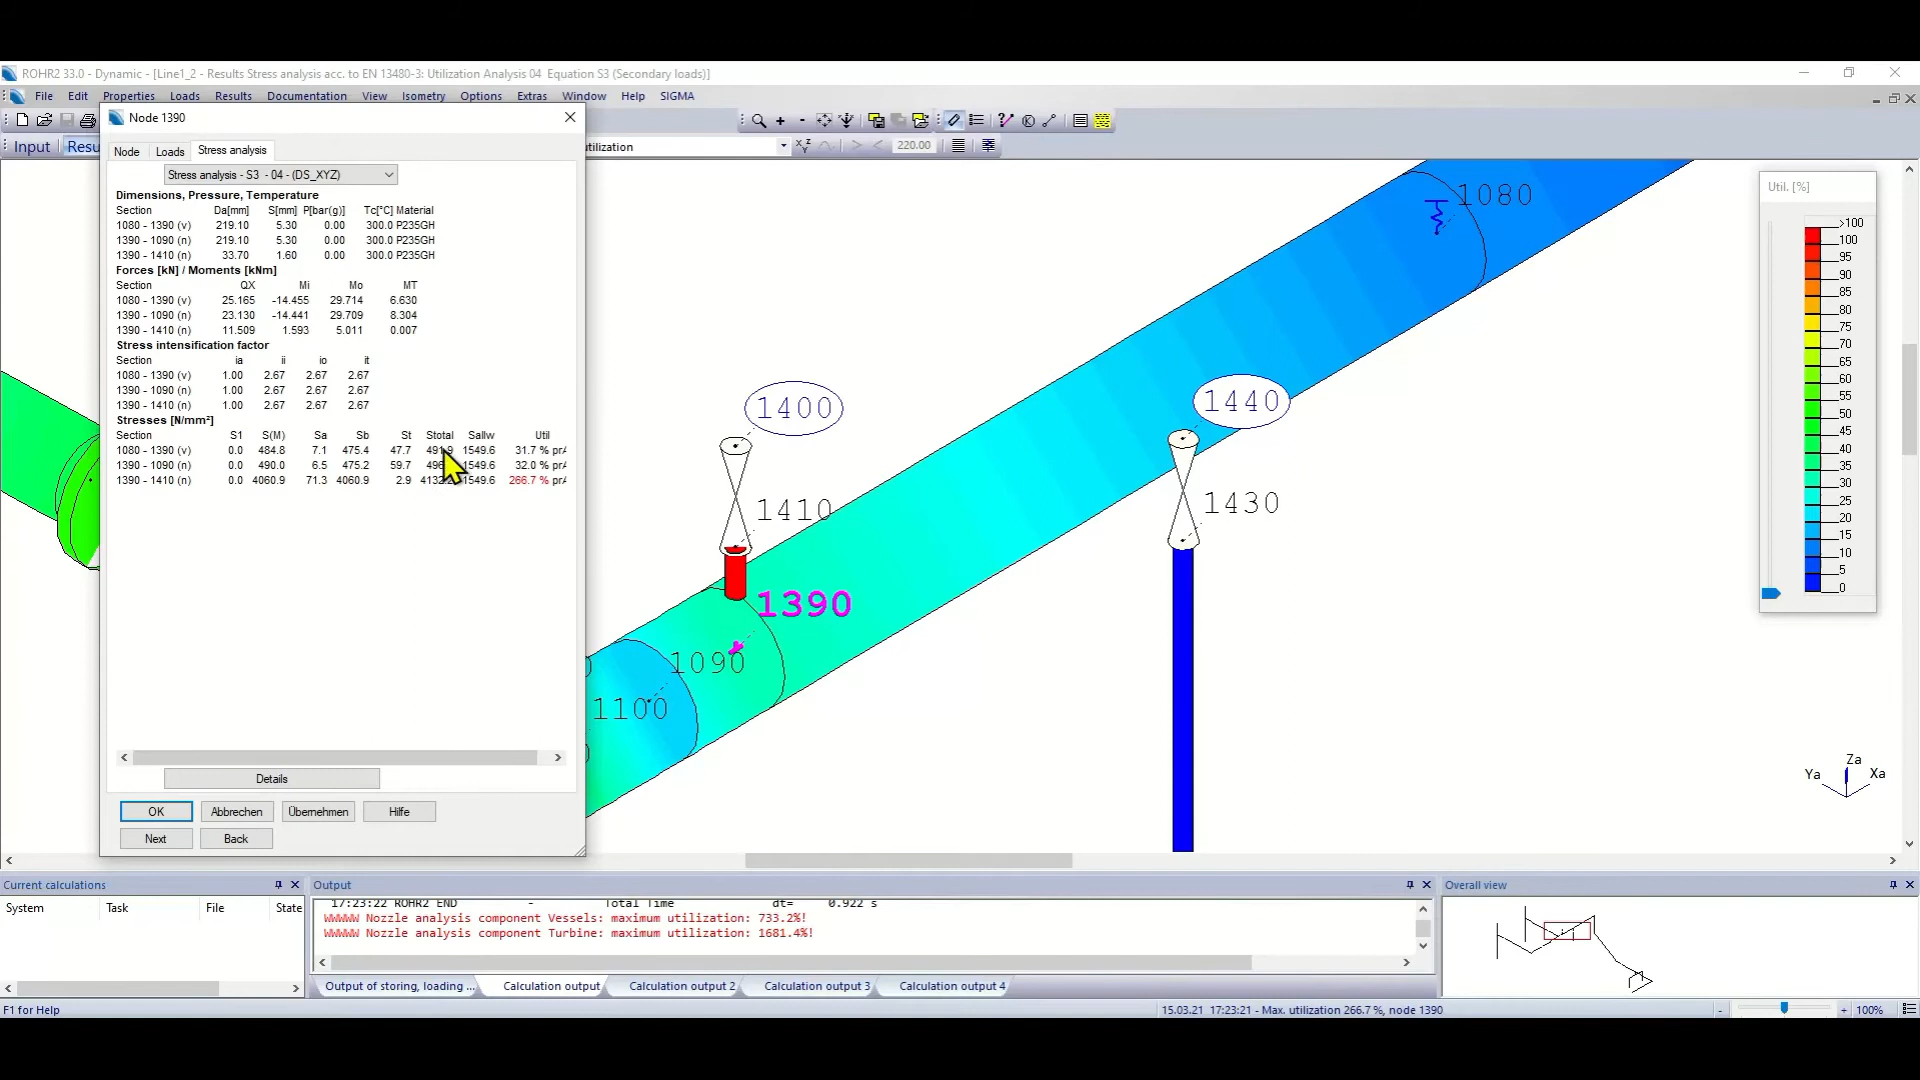 ROHR2 33.0 - Dynamic - [Line1_2 - Results Stress analysis acc. to EN 13480-3: Utilization Analysis 04 Equation S3 (Secondary loads)]
File Edit Properties Loads Results Documentation View Isometry Options Extras Window Help SIGMA
Node 1390
Input Resu
tilization
220.00
Node Loads Stress analysis
Stress analysis - S3 - 04 - (DS_XYZ)
Dimensions, Pressure, Temperature
Section Da[mm] S[mm] P[bar(g)] Tc[°C] Material
1080 - 1390 (v) 219.10 5.30 0.00 300.0 P235GH
1390 - 1090 (n) 219.10 5.30 0.00 300.0 P235GH
1390 - 1410 (n) 33.70 1.60 0.00 300.0 P235GH
Forces [kN] / Moments [kNm]
Section QX Mi Mo MT
1080 - 1390 (v) 25.165 -14.455 29.714 6.630
1390 - 1090 (n) 23.130 -14.441 29.709 8.304
1390 - 1410 (n) 11.509 1.593 5.011 0.007
Stress intensification factor
Section ia ii io it
1080 - 1390 (v) 1.00 2.67 2.67 2.67
1390 - 1090 (n) 1.00 2.67 2.67 2.67
1390 - 1410 (n) 1.00 2.67 2.67 2.67
Stresses [N/mm²]
Section S1 S(M) Sa Sb St Stotal Sallw Util
1080 - 1390 (v) 0.0 484.8 7.1 475.4 47.7 1549.6 31.7 % prA
1390 - 1090 (n) 0.0 490.0 6.5 475.2 59.7 1549.6 32.0 % prA
1390 - 1410 (n) 0.0 4060.9 71.3 4060.9 2.9 1549.6 266.7 % prA
Details
OK Abbrechen Übernehmen Hilfe
Next Back
1080
1400
1440
1410
1430
1390
1090
1100
Util. [%]
>100
100
95
90
85
80
75
70
65
60
55
50
45
40
35
30
25
20
15
10
5
0
Za
Ya Xa
Current calculations
System Task File State
Output
17:23:22 ROHR2 END - Total Time dt= 0.922 s
WWWWW Nozzle analysis component Vessels: maximum utilization: 733.2%!
WWWWW Nozzle analysis component Turbine: maximum utilization: 1681.4%!
Output of storing, loading ... Calculation output Calculation output 2 Calculation output 3 Calculation output 4
Overall view
F1 for Help
15.03.21 17:23:21 - Max. utilization 266.7 %, node 1390
- + 100%